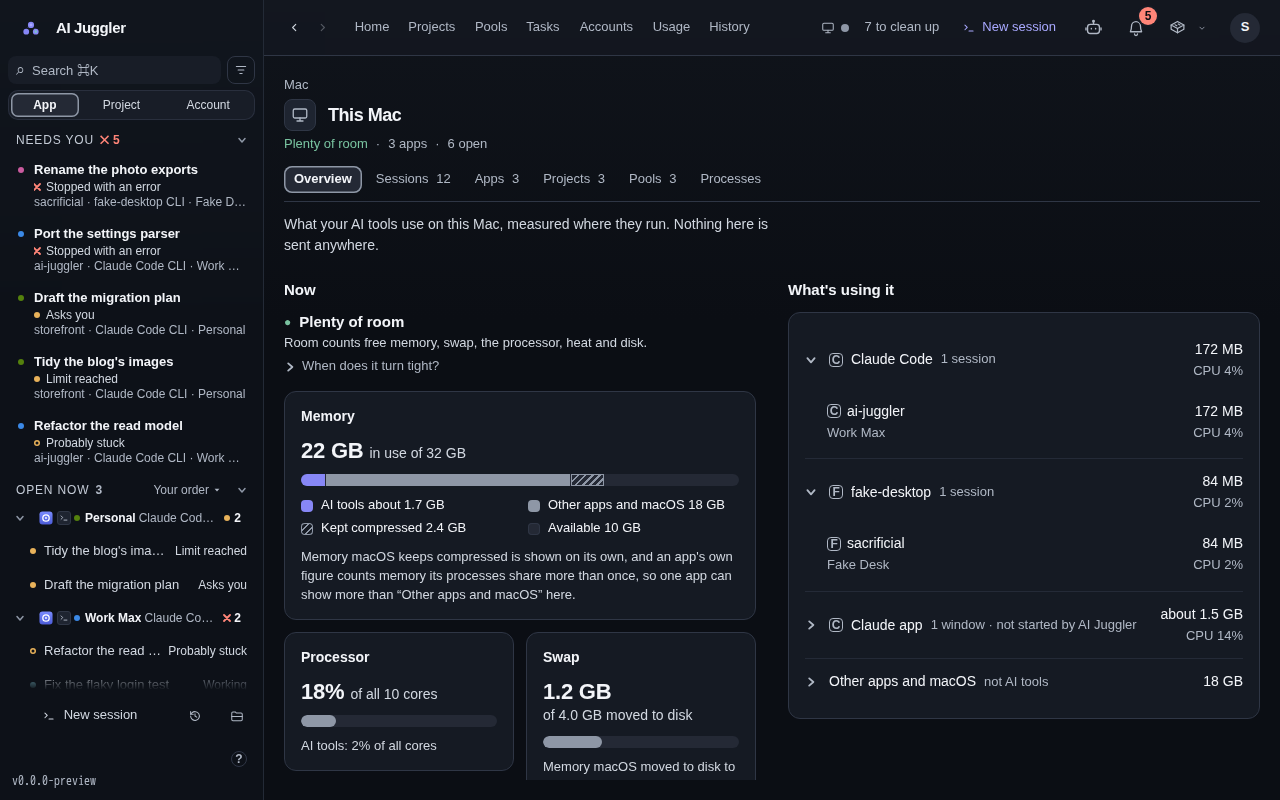 AI Juggler
Search ⌘K
App Project Account
NEEDS YOU 5
Rename the photo exports
Stopped with an error
sacrificial · fake-desktop CLI · Fake D…
Port the settings parser
Stopped with an error
ai-juggler · Claude Code CLI · Work …
Draft the migration plan
Asks you
storefront · Claude Code CLI · Personal
Tidy the blog's images
Limit reached
storefront · Claude Code CLI · Personal
Refactor the read model
Probably stuck
ai-juggler · Claude Code CLI · Work …
OPEN NOW 3 Your order
Personal Claude Cod… 2
Tidy the blog's ima… Limit reached
Draft the migration plan Asks you
Work Max Claude Co… 2
Refactor the read … Probably stuck
Fix the flaky login test Working
New session
?
v0.0.0-preview
Home Projects Pools Tasks Accounts Usage History 7 to clean up New session 5 S
Mac
This Mac
Plenty of room · 3 apps · 6 open
Overview Sessions 12 Apps 3 Projects 3 Pools 3 Processes
What your AI tools use on this Mac, measured where they run. Nothing here is
sent anywhere.
Now
Plenty of room
Room counts free memory, swap, the processor, heat and disk.
When does it turn tight?
Memory
22 GB in use of 32 GB
AI tools about 1.7 GB Other apps and macOS 18 GB
Kept compressed 2.4 GB Available 10 GB
Memory macOS keeps compressed is shown on its own, and an app's own
figure counts memory its processes share more than once, so one app can
show more than “Other apps and macOS” here.
Processor
18% of all 10 cores
AI tools: 2% of all cores
Swap
1.2 GB
of 4.0 GB moved to disk
Memory macOS moved to disk to
What's using it
C Claude Code 1 session 172 MB
CPU 4%
C ai-juggler 172 MB
Work Max CPU 4%
F fake-desktop 1 session 84 MB
CPU 2%
F sacrificial 84 MB
Fake Desk CPU 2%
C Claude app 1 window · not started by AI Juggler about 1.5 GB
CPU 14%
Other apps and macOS not AI tools 18 GB